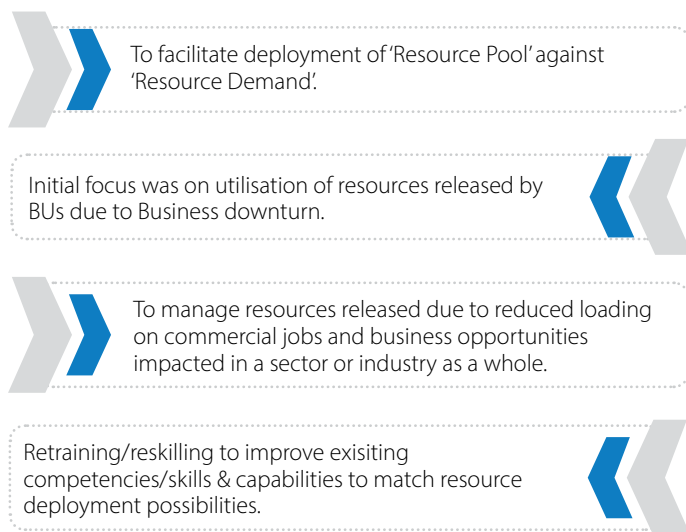 To facilitate deployment of ‘Resource Pool’ against
‘Resource Demand’.
Initial focus was on utilisation of resources released by
BUs due to Business downturn.
To manage resources released due to reduced loading
on commercial jobs and business opportunities
impacted in a sector or industry as a whole.
Retraining/reskilling to improve exisiting
competencies/skills & capabilities to match resource
deployment possibilities.